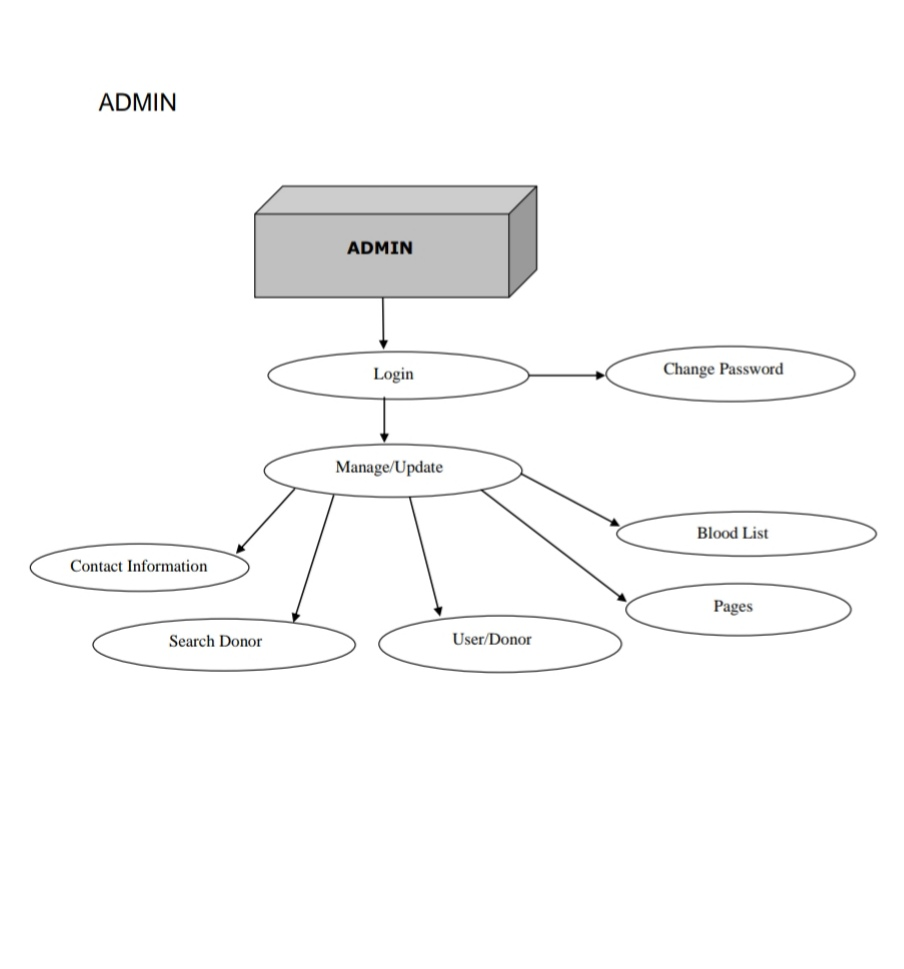 ADMIN
ADMIN
Login
Change Password
Manage/Update
Blood List
Contact Information
Pages
Search Donor
User/Donor